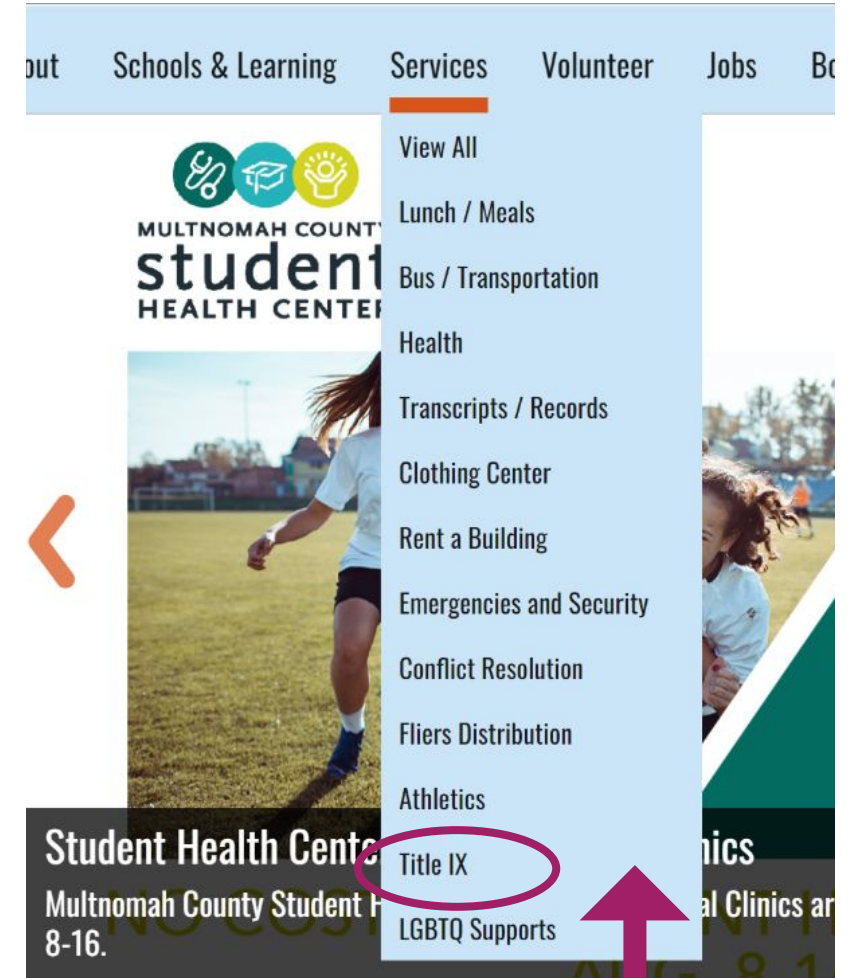 out Schools & Learning Services Volunteer Jobs Bo
View All
Lunch / Meals
Bus / Transportation
Health
Transcripts / Records
Clothing Center
Rent a Building
Emergencies and Security
Conflict Resolution
Fliers Distribution
Athletics
Title IX
LGBTQ Supports
MULTNOMAH COUNTY
student
HEALTH CENTER
Student Health Cente nics
Multnomah County Student H al Clinics ar
8-16.